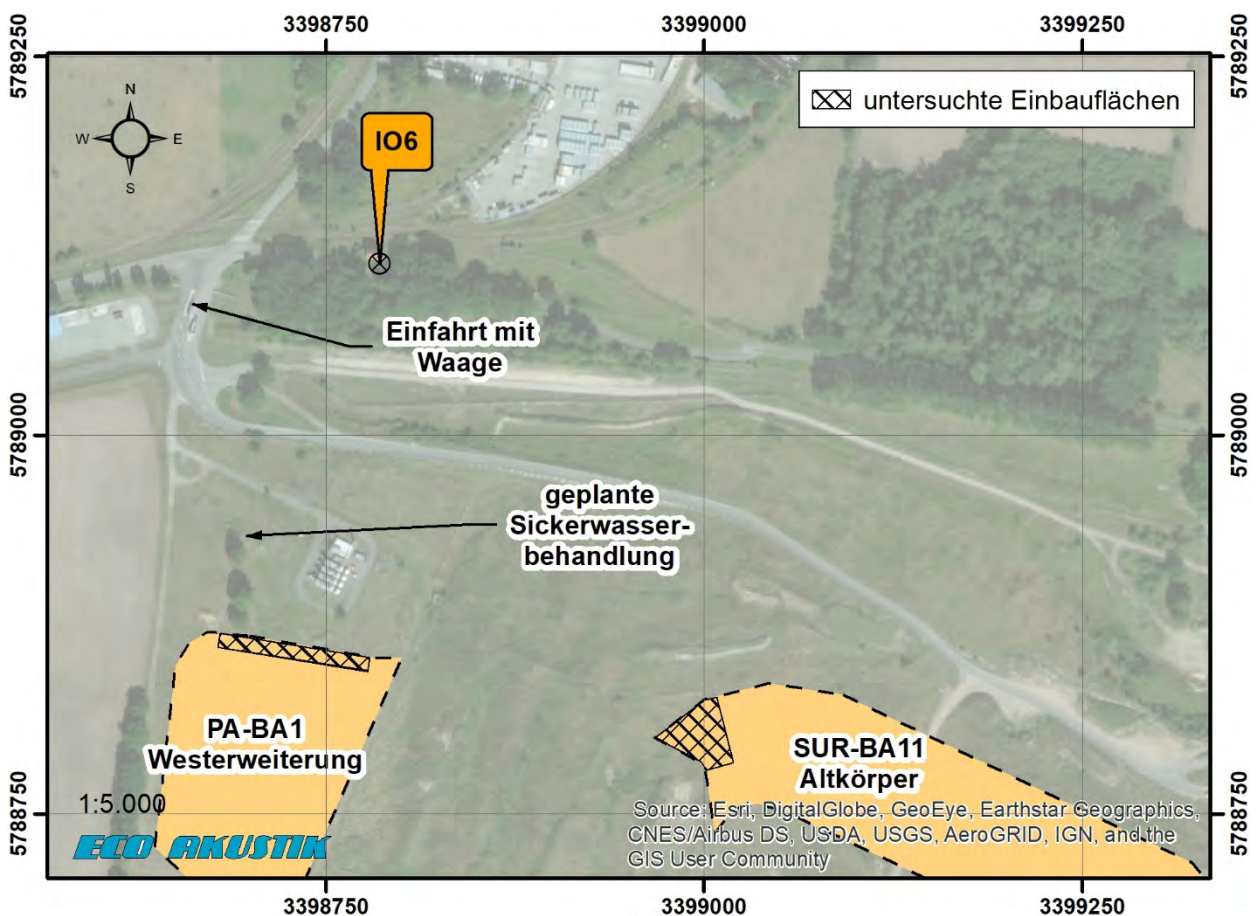 3398750
3399000
3399250
5789250
5789250
N
W
E
S
untersuchte Einbauflächen
IO6
Einfahrt mit
Waage
5789000
5789000
geplante
Sickerwasser-
behandlung
PA-BA1
Westerweiterung
SUR-BA11
Altkörper
5788750
5788750
1:5.000
ECO AKUSTIK
Source: Esri, DigitalGlobe, GeoEye, Earthstar Geographics,
CNES/Airbus DS, USDA, USGS, AeroGRID, IGN, and the
GIS User Community
3398750
3399000
3399250